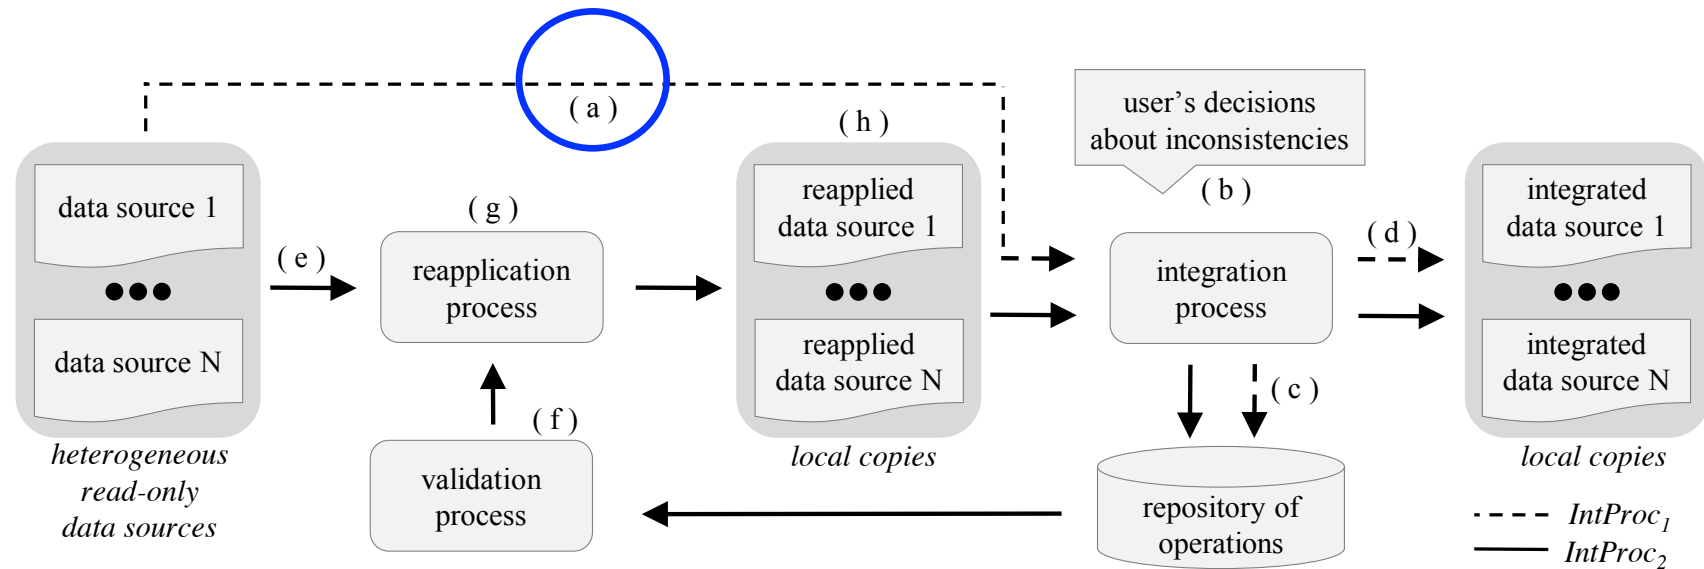 ( a )
( h )
user's decisions
about inconsistencies
( b )
data source 1
data source N
heterogeneous
read-only
data sources
( e )
( g )
reapplication
process
( f )
validation
process
reapplied
data source 1
reapplied
data source N
local copies
integration
process
( c )
repository of
operations
( d )
integrated
data source 1
integrated
data source N
local copies
IntProc1
IntProc2